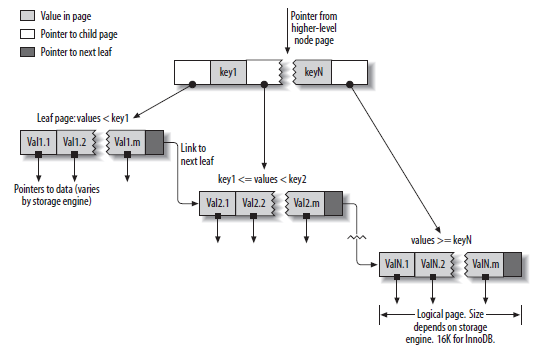 Value in page
Pointer to child page
Pointer to next leaf
Pointer from
higher-level
node page
key1
keyN
Leaf page: values < key1
Val1.1
Val1.2
Val1.m
Link to
next leaf
Pointers to data (varies
by storage engine)
key1 <= values < key2
Val2.1
Val2.2
Val2.m
values >= keyN
ValN.1
ValN.2
ValN.m
Logical page. Size
depends on storage
engine. 16K for InnoDB.